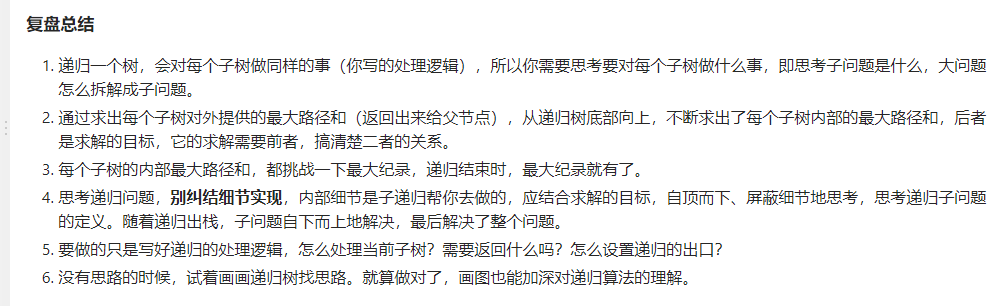 复盘总结
1. 递归一个树，会对每个子树做同样的事（你写的处理逻辑），所以你需要思考要对每个子树做什么事，即思考子问题是什么，大问题
怎么拆解成子问题。
2. 通过求出每个子树对外提供的最大路径和（返回出来给父节点），从递归树底部向上，不断求出了每个子树内部的最大路径和，后者
是求解的目标，它的求解需要前者，搞清楚二者的关系。
3. 每个子树的内部最大路径和，都挑战一下最大纪录，递归结束时，最大纪录就有了。
4. 思考递归问题，别纠结细节实现，内部细节是子递归帮你去做的，应结合求解的目标，自顶而下、屏蔽细节地思考，思考递归子问题
的定义。随着递归出栈，子问题自下而上地解决，最后解决了整个问题。
5. 要做的只是写好递归的处理逻辑，怎么处理当前子树？需要返回什么吗？怎么设置递归的出口？
6. 没有思路的时候，试着画画递归树找思路。就算做对了，画图也能加深对递归算法的理解。